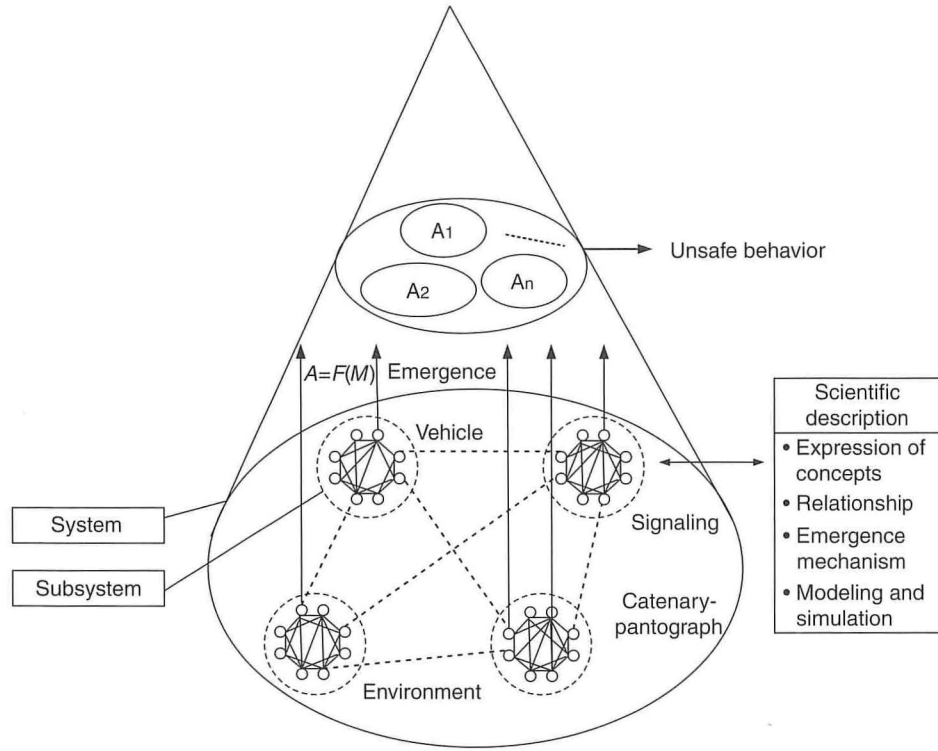 A1
A2
An
Unsafe behavior
A=F(M)
Emergence
Vehicle
Signaling
Catenary-
pantograph
Environment
System
Subsystem
Scientific
description
• Expression of
concepts
• Relationship
• Emergence
mechanism
• Modeling and
simulation